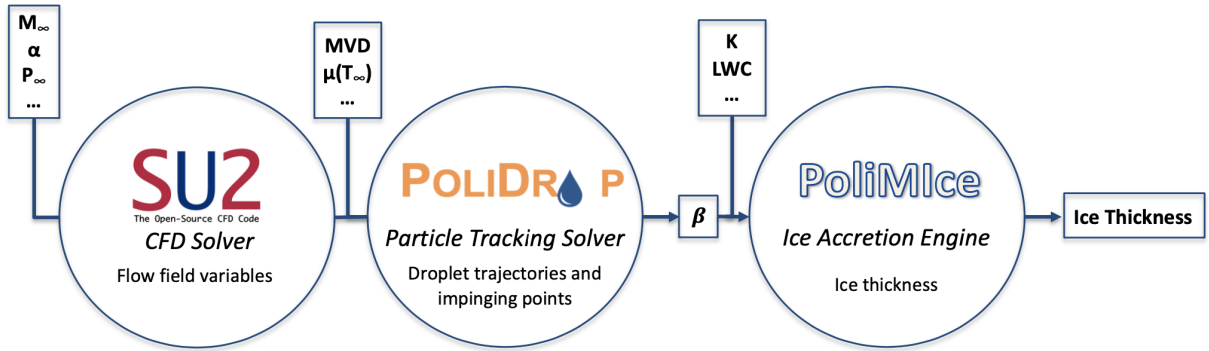 M∞
α
P∞
...
SU2
The Open-Source CFD Code
CFD Solver
Flow field variables
MVD
μ(T∞)
...
POLIDROP
Particle Tracking Solver
Droplet trajectories and
impinging points
β
K
LWC
...
PoliMIce
Ice Accretion Engine
Ice thickness
Ice Thickness